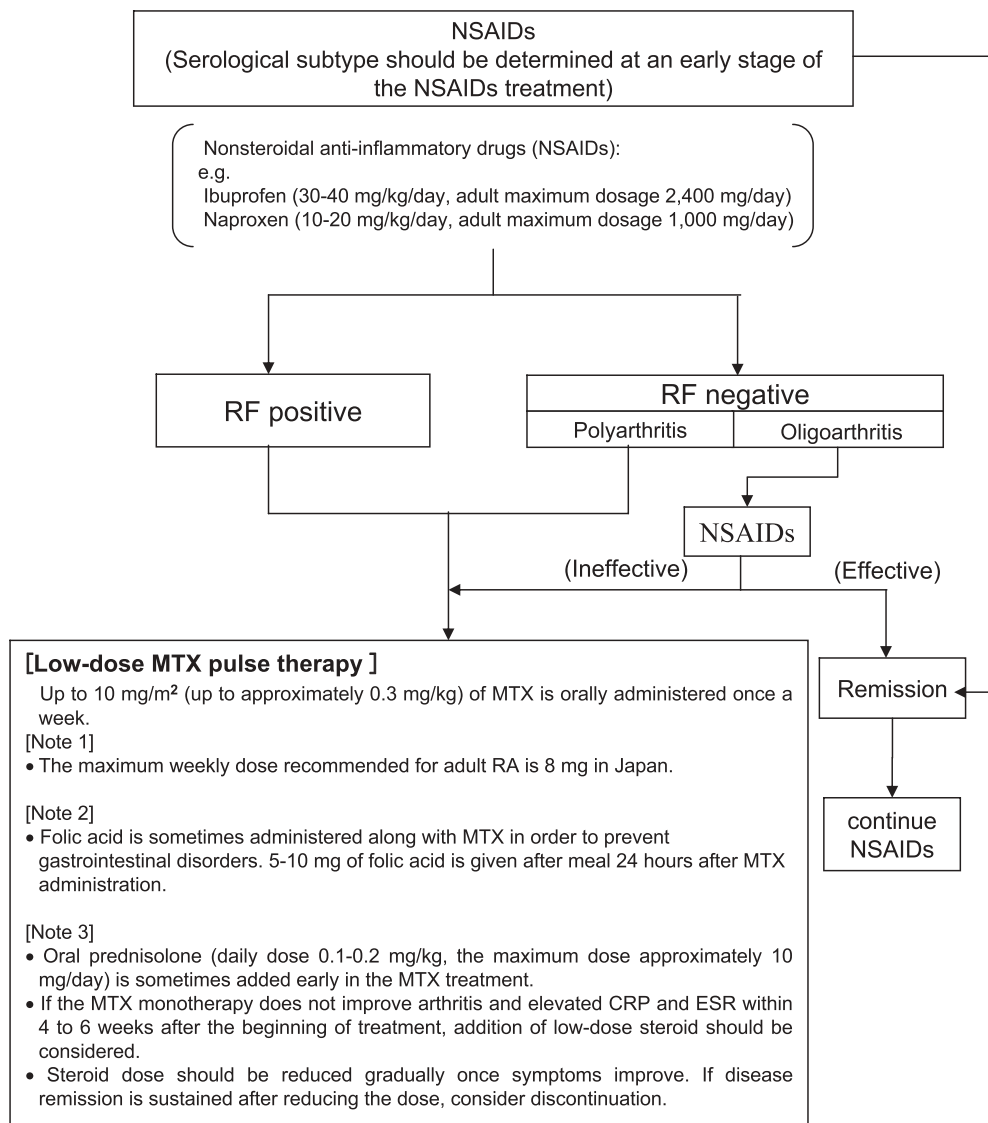 NSAIDs
(Serological subtype should be determined at an early stage of
the NSAIDs treatment)
Nonsteroidal anti-inflammatory drugs (NSAIDs):
e.g.
Ibuprofen (30-40 mg/kg/day, adult maximum dosage 2,400 mg/day)
Naproxen (10-20 mg/kg/day, adult maximum dosage 1,000 mg/day)
RF positive
RF negative
Polyarthritis
Oligoarthritis
NSAIDs
(Ineffective)
(Effective)
[Low-dose MTX pulse therapy ]
Up to 10 mg/m² (up to approximately 0.3 mg/kg) of MTX is orally administered once a
week.
[Note 1]
• The maximum weekly dose recommended for adult RA is 8 mg in Japan.
[Note 2]
• Folic acid is sometimes administered along with MTX in order to prevent
gastrointestinal disorders. 5-10 mg of folic acid is given after meal 24 hours after MTX
administration.
[Note 3]
• Oral prednisolone (daily dose 0.1-0.2 mg/kg, the maximum dose approximately 10
mg/day) is sometimes added early in the MTX treatment.
• If the MTX monotherapy does not improve arthritis and elevated CRP and ESR within
4 to 6 weeks after the beginning of treatment, addition of low-dose steroid should be
considered.
• Steroid dose should be reduced gradually once symptoms improve. If disease
remission is sustained after reducing the dose, consider discontinuation.
Remission
continue
NSAIDs